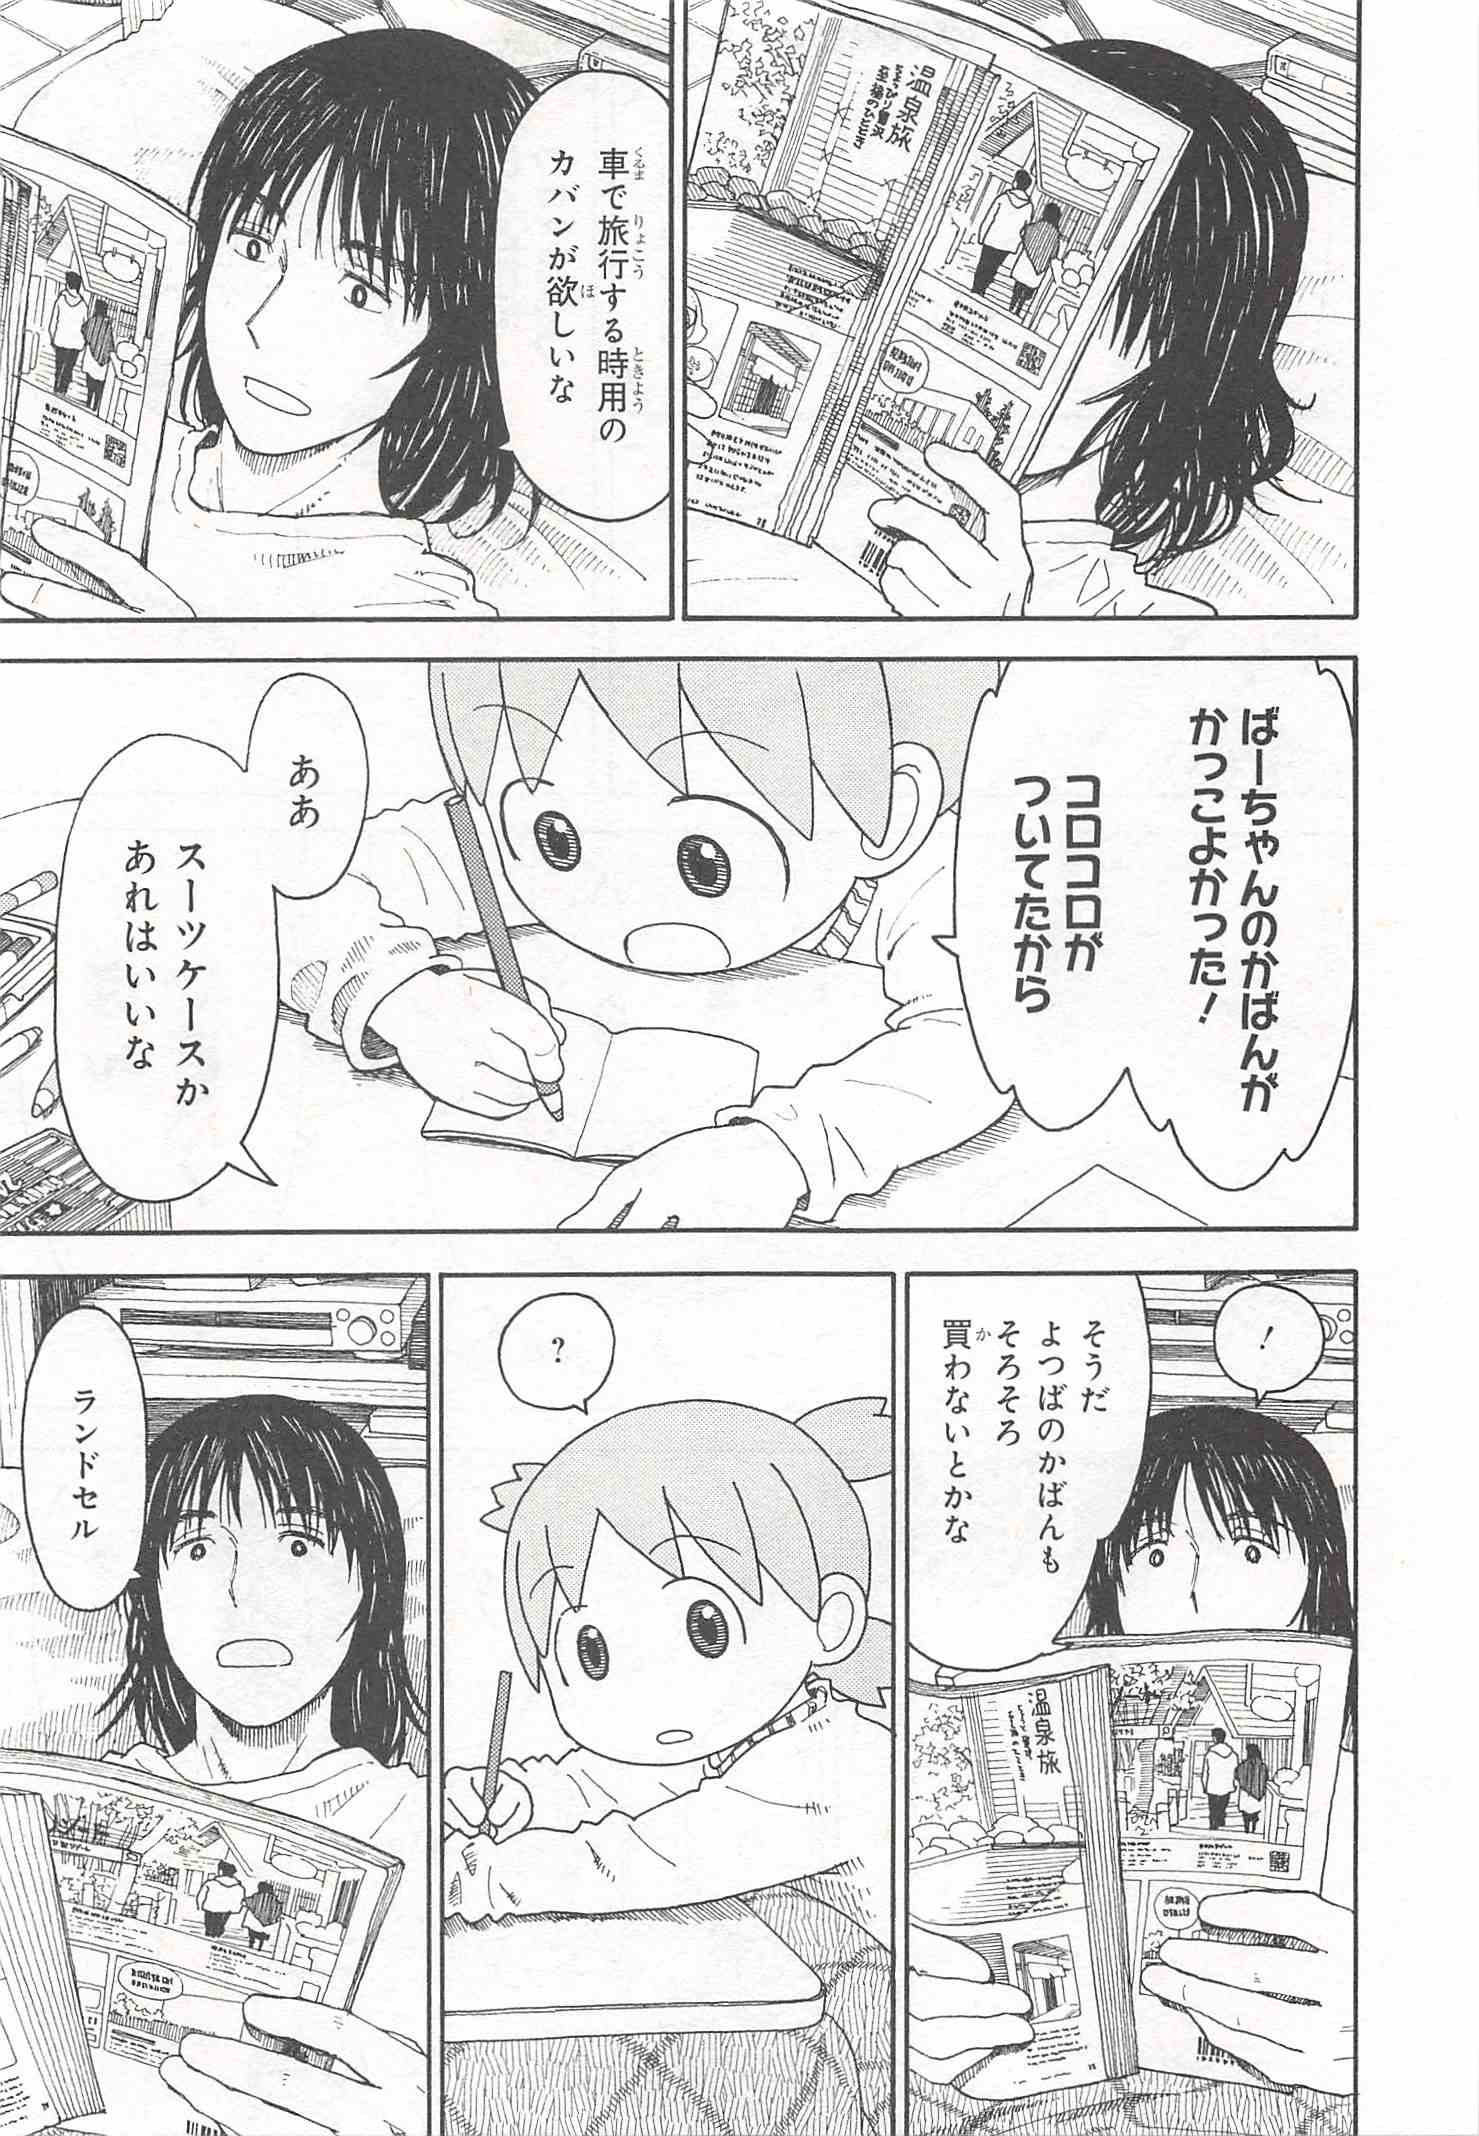 温泉旅
車で旅行する時用の
カバンが欲しいな
ばーちゃんのかばんが
かっこよかった！
コロコロが
ついてたから
ああ
スーツケースか
あれはいいな
！
そうだ
よつばのかばんも
そろそろ
買わないとかな
温泉旅
？
ランドセル